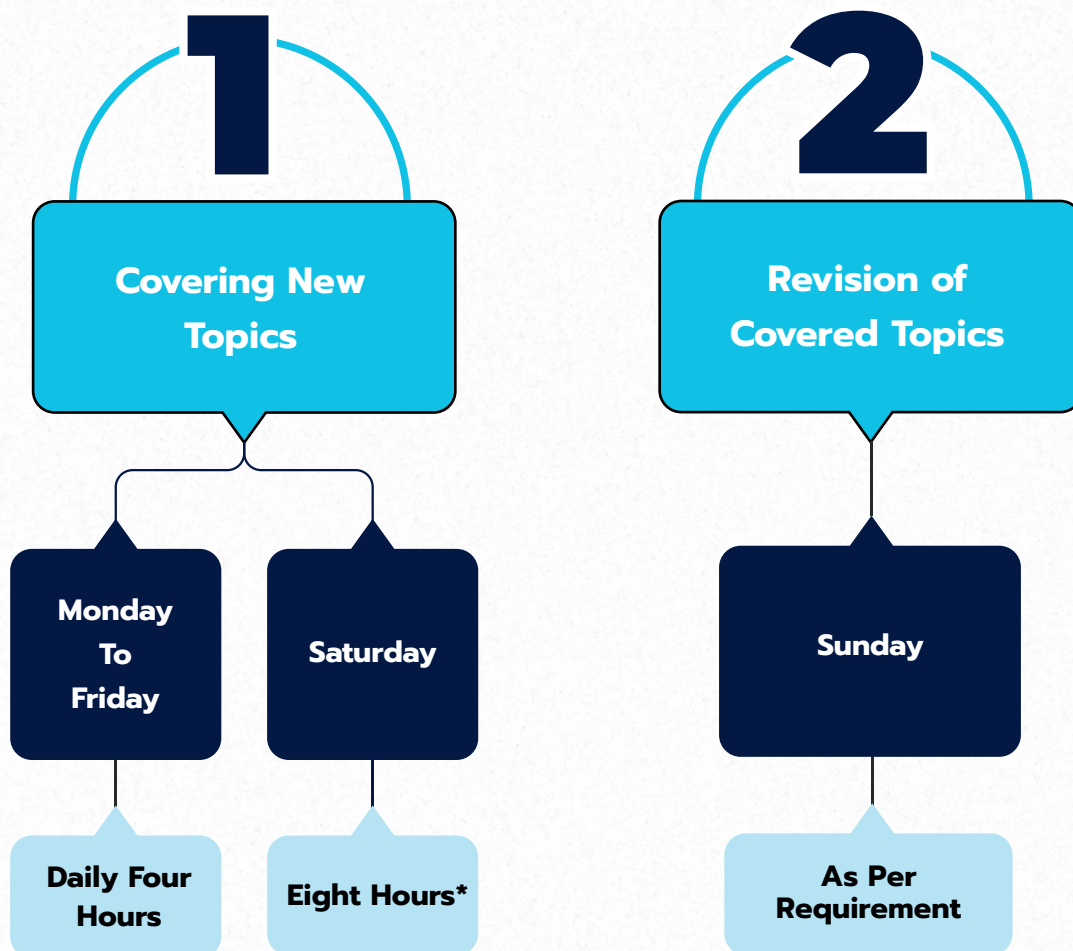 1
Covering New
Topics
Monday
To
Friday
Daily Four
Hours
Saturday
Eight Hours*
2
Revision of
Covered Topics
Sunday
As Per
Requirement